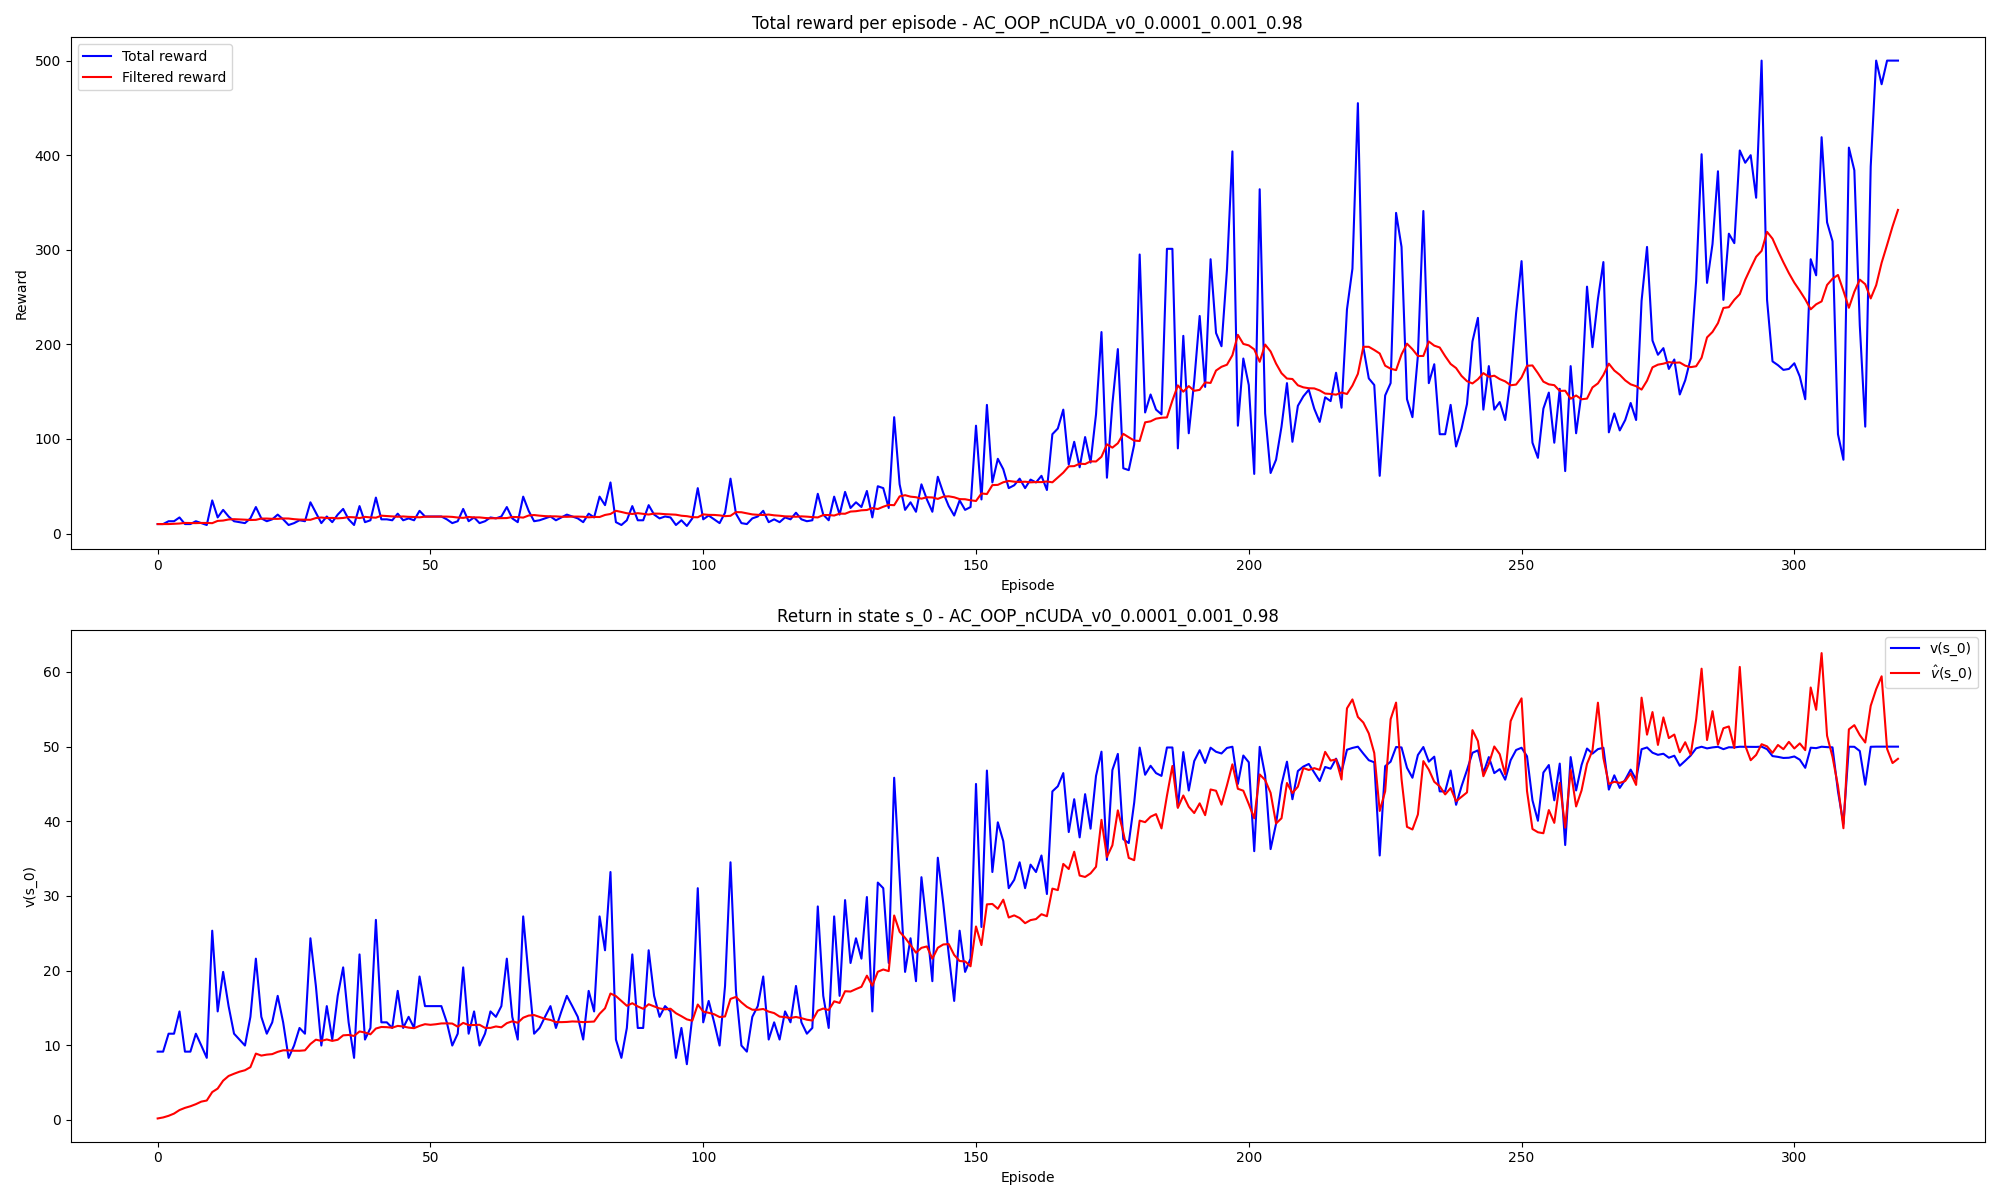 Total reward per episode - AC_OOP_nCUDA_v0_0.0001_0.001_0.98
Total reward
Filtered reward
500
400
300
200
100
0
Reward
0 50 100 150 200 250 300
Episode
Return in state s_0 - AC_OOP_nCUDA_v0_0.0001_0.001_0.98
v(s_0)
v̂(s_0)
60
50
40
30
20
10
0
v(s_0)
0 50 100 150 200 250 300
Episode